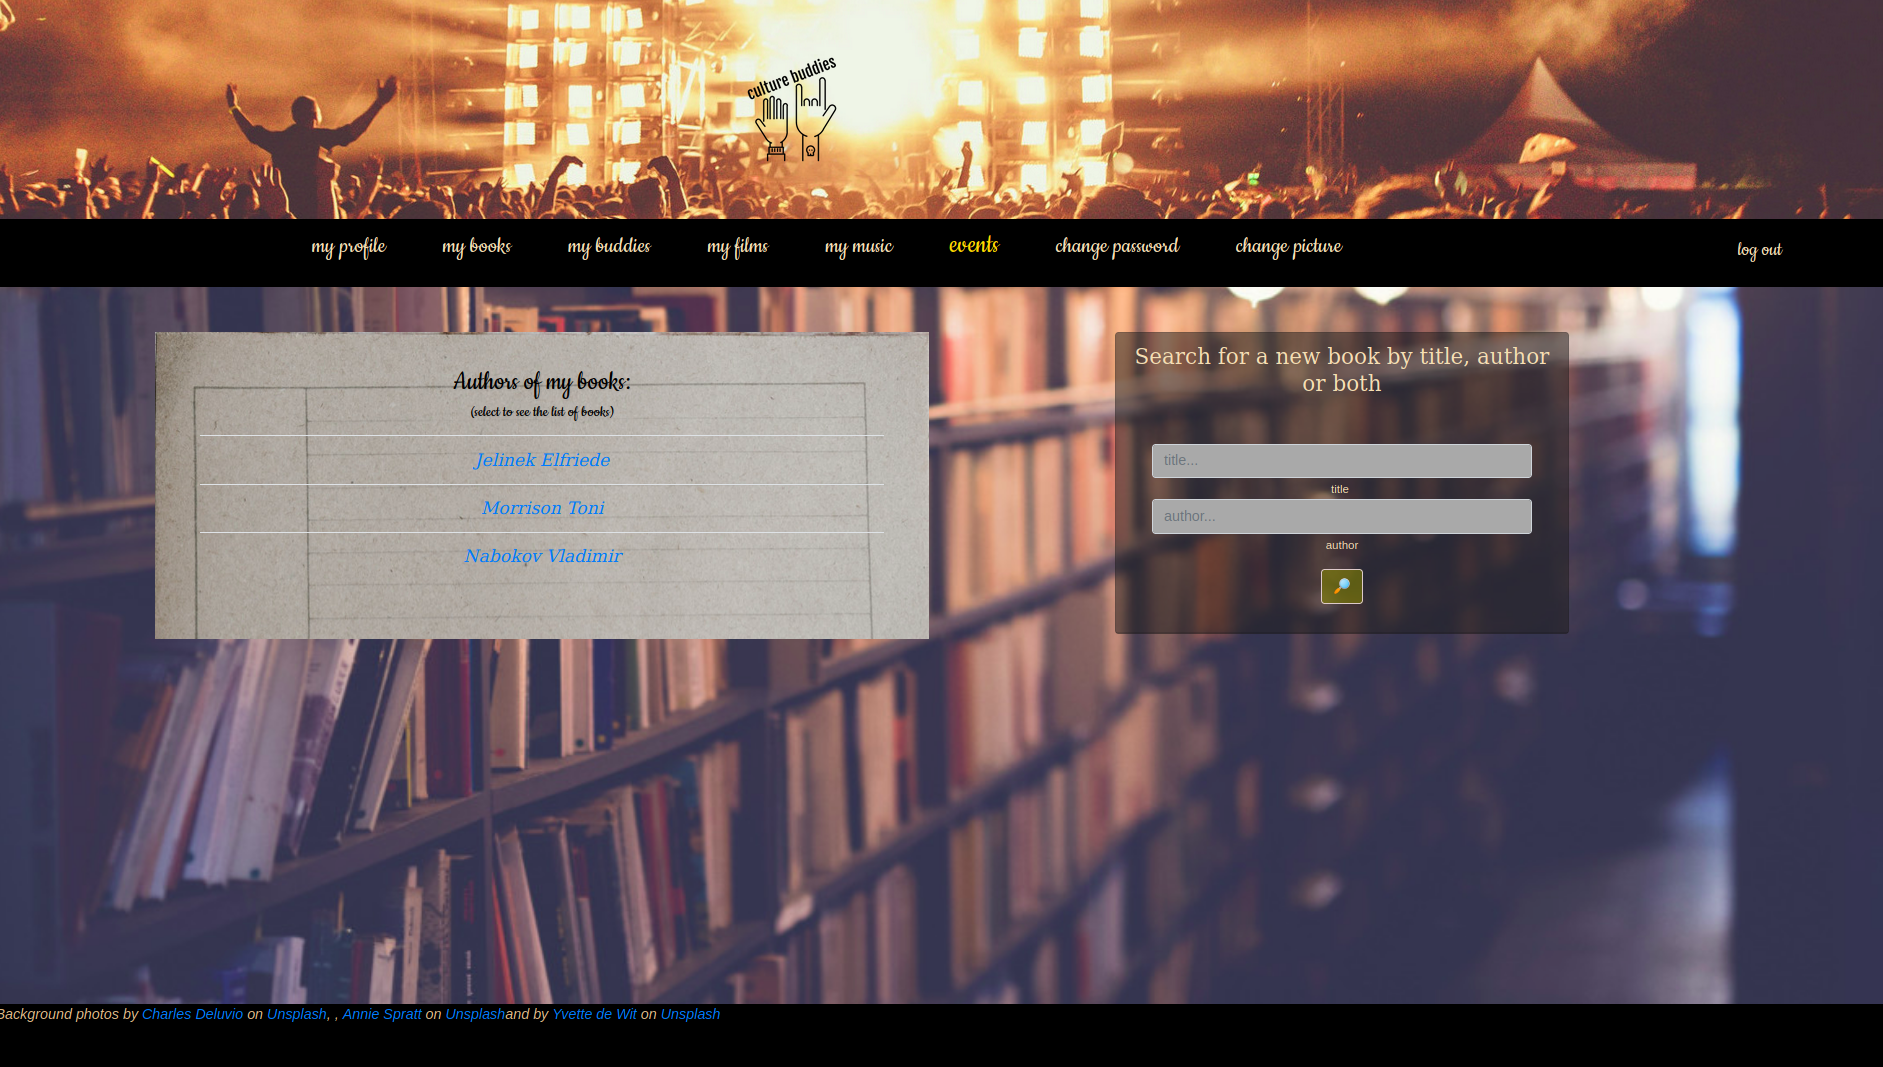 culture buddies
my profile my books my buddies my films my music events change password change picture log out
Authors of my books:
(select to see the list of books)
Jelinek Elfriede
Morrison Toni
Nabokov Vladimir
Search for a new book by title, author
or both
title...
title
author...
author
Background photos by Charles Deluvio on Unsplash, , Annie Spratt on Unsplashand by Yvette de Wit on Unsplash